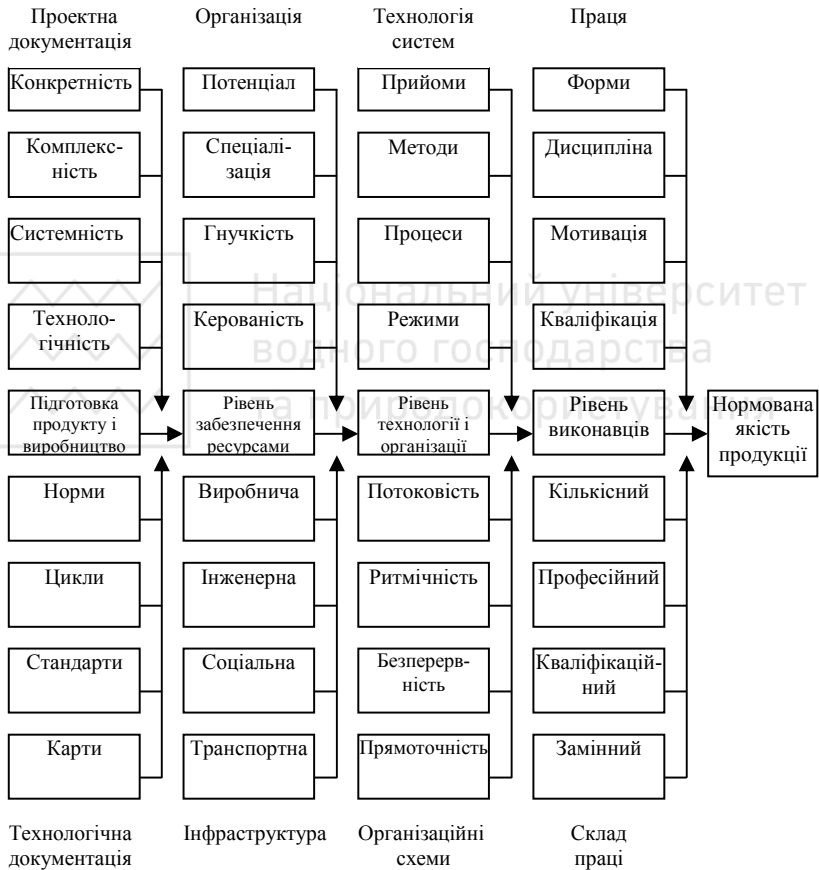 Проектна
документація
Організація
Технологія
систем
Праця
Конкретність
Потенціал
Прийоми
Форми
Комплекс-
ність
Спеціалі-
зація
Методи
Дисципліна
Системність
Гнучкість
Процеси
Мотивація
Національний університет
Техноло-
гічність
Керованість
Режими
Кваліфікація
водного господарства
Підготовка
продукту і
виробництво
Рівень
забезпечення
ресурсами
Рівень
технології і
організації
Рівень
виконавців
Нормована
якість
продукції
та природокористування
Норми
Виробнича
Потоковість
Кількісний
Цикли
Інженерна
Ритмічність
Професійний
Стандарти
Соціальна
Безперерв-
ність
Кваліфікацій-
ний
Карти
Транспортна
Прямоточність
Замінний
Технологічна
документація
Інфраструктура
Організаційні
схеми
Склад
праці